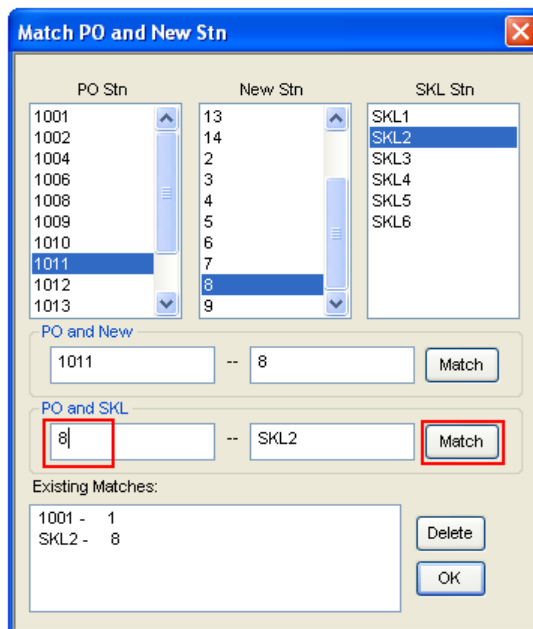 Match PO and New Stn
PO Stn New Stn SKL Stn
1001 13 SKL1
1002 14 SKL2
1004 2 SKL3
1006 3 SKL4
1008 4 SKL5
1009 5 SKL6
1010 6
1011 7
1012 8
1013 9
PO and New
1011 -- 8 Match
PO and SKL
8 -- SKL2 Match
Existing Matches:
1001 - 1
SKL2 - 8
Delete
OK